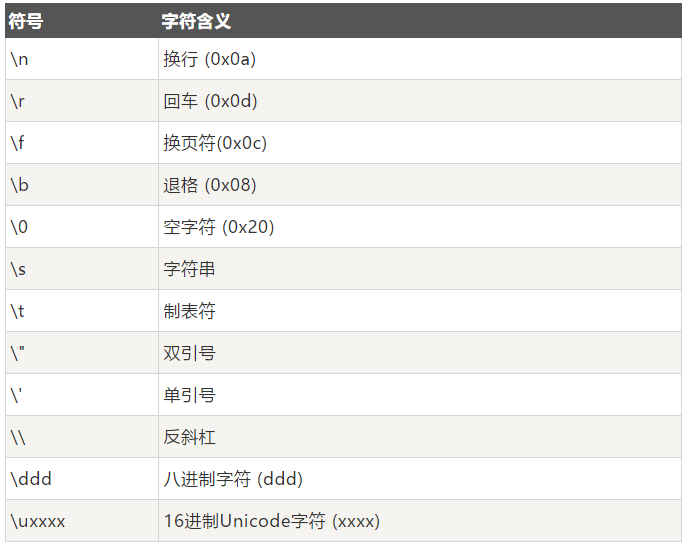 符号 字符含义
\n 换行 (0x0a)
\r 回车 (0x0d)
\f 换页符(0x0c)
\b 退格 (0x08)
\0 空字符 (0x20)
\s 字符串
\t 制表符
\" 双引号
\' 单引号
\\ 反斜杠
\ddd 八进制字符 (ddd)
\uxxxx 16进制Unicode字符 (xxxx)